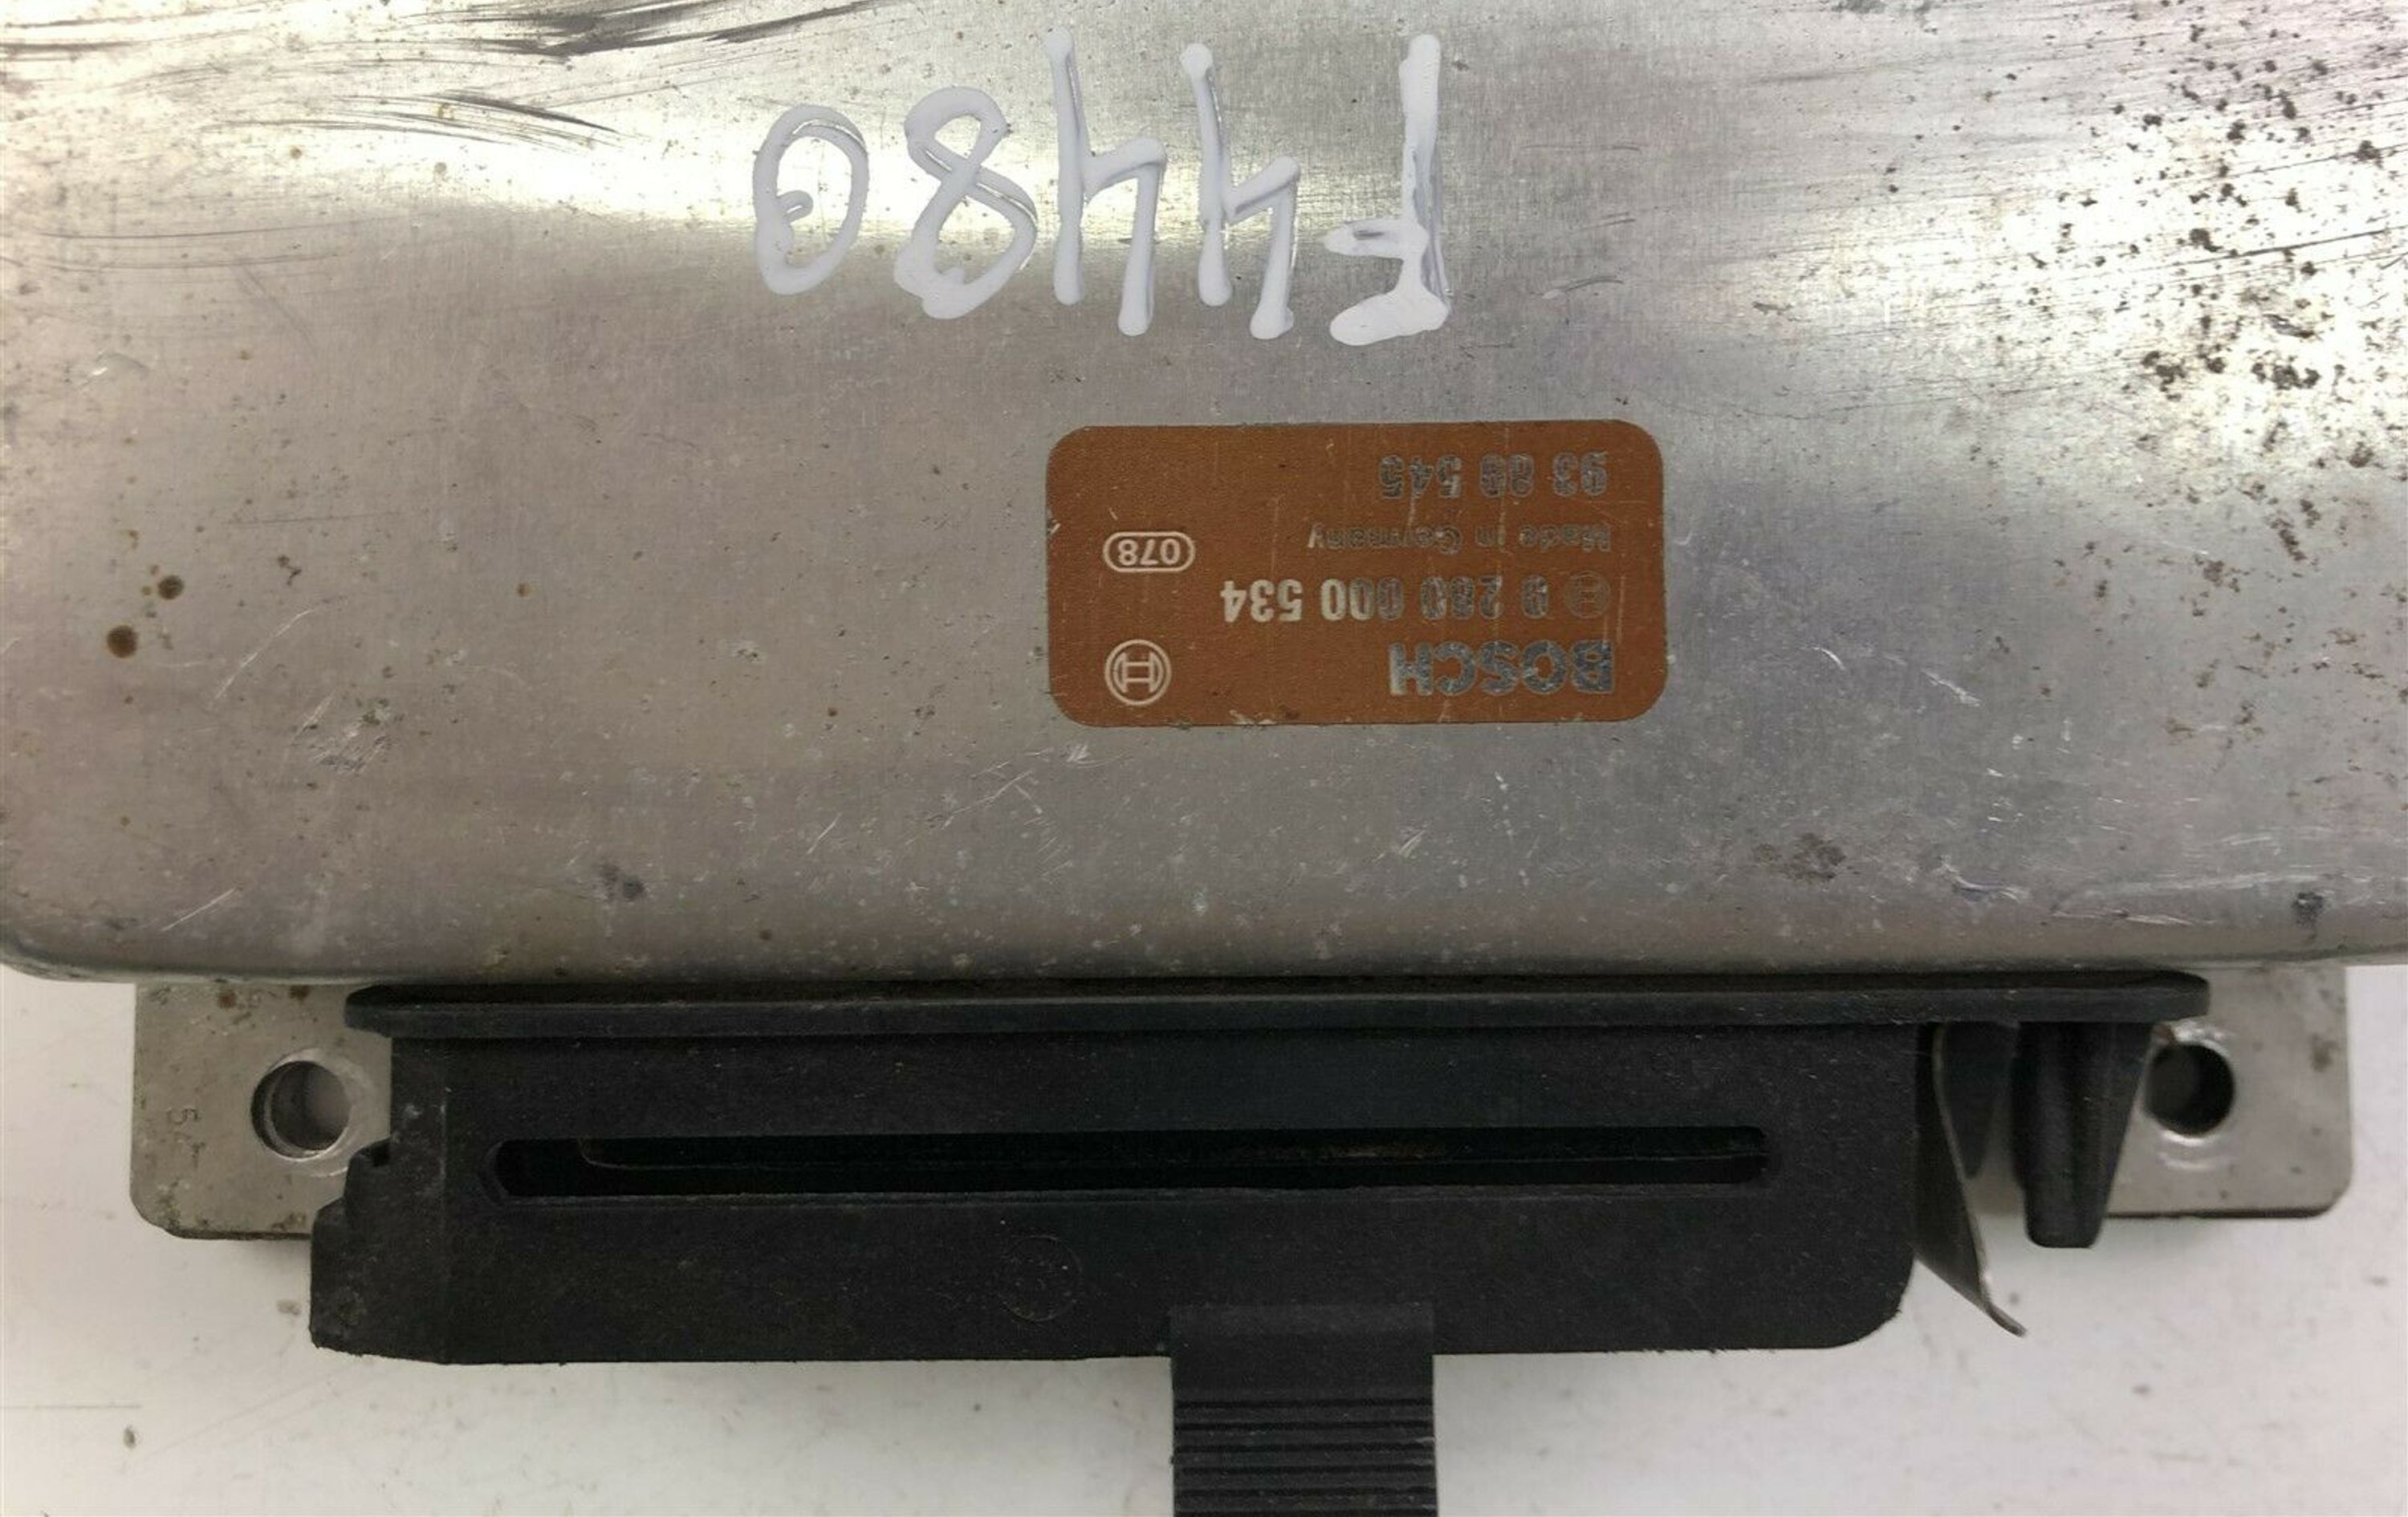 BOSCH
0 280 000 534
Made in Germany 078
93 88 545
F4480